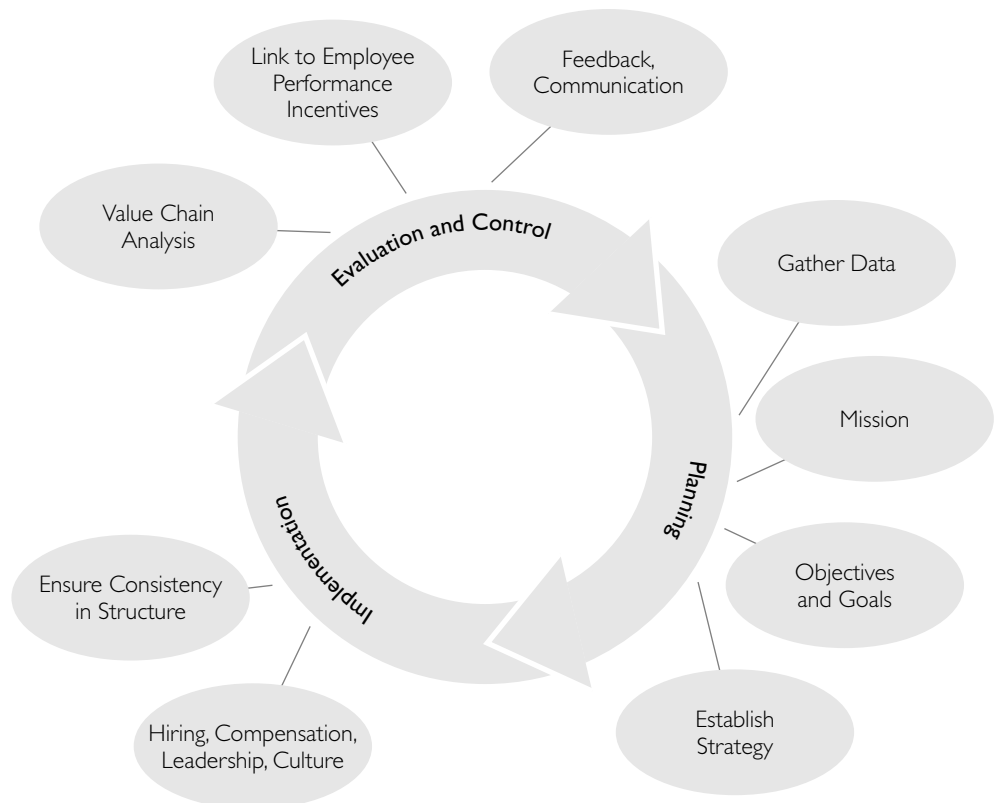 Link to Employee
Performance
Incentives
Feedback,
Communication
Value Chain
Analysis
Evaluation and Control
Gather Data
Mission
Planning
Objectives
and Goals
Establish
Strategy
Implementation
Ensure Consistency
in Structure
Hiring, Compensation,
Leadership, Culture